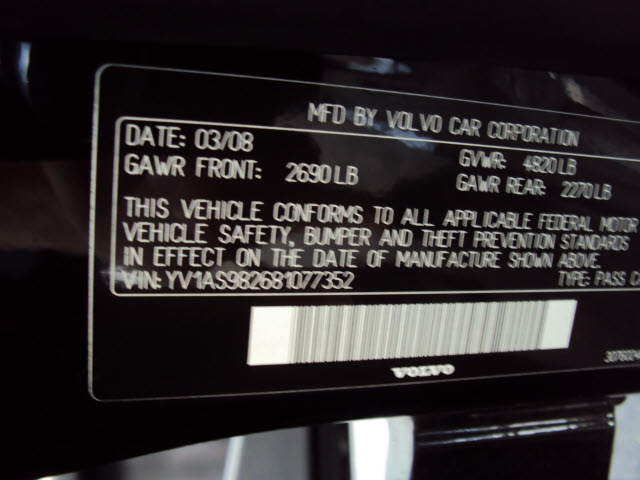 MFD BY VOLVO CAR CORPORATION
DATE: 03/08 GVWR: 4820 LB
GAWR FRONT: 2690 LB GAWR REAR: 2270 LB
THIS VEHICLE CONFORMS TO ALL APPLICABLE FEDERAL MOTOR
VEHICLE SAFETY, BUMPER AND THEFT PREVENTION STANDARDS
IN EFFECT ON THE DATE OF MANUFACTURE SHOWN ABOVE.
VIN: YV1AS982681077352 TYPE: PASS
VOLVO